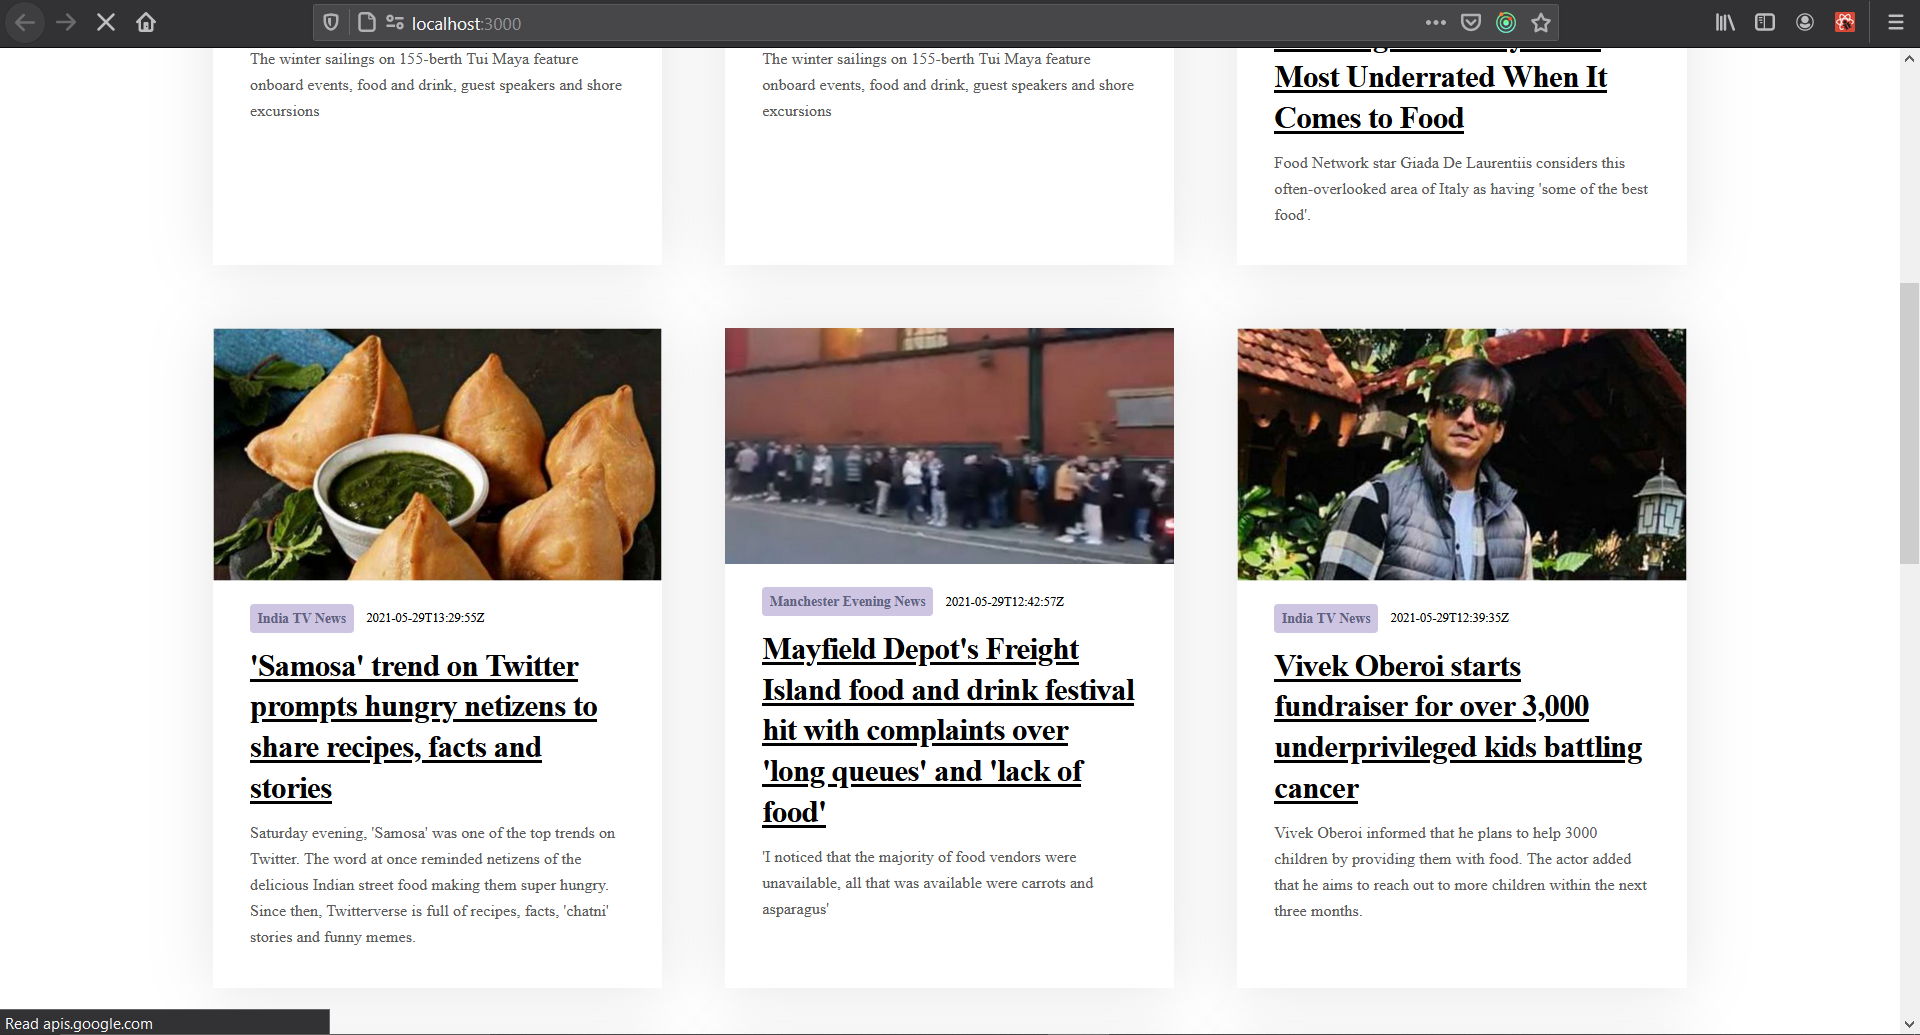 localhost:3000
The winter sailings on 155-berth Tui Maya feature
onboard events, food and drink, guest speakers and shore
excursions
The winter sailings on 155-berth Tui Maya feature
onboard events, food and drink, guest speakers and shore
excursions
Most Underrated When It
Comes to Food
Food Network star Giada De Laurentiis considers this
often-overlooked area of Italy as having 'some of the best
food'.
India TV News 2021-05-29T13:29:55Z
'Samosa' trend on Twitter
prompts hungry netizens to
share recipes, facts and
stories
Saturday evening, 'Samosa' was one of the top trends on
Twitter. The word at once reminded netizens of the
delicious Indian street food making them super hungry.
Since then, Twitterverse is full of recipes, facts, 'chatni'
stories and funny memes.
Manchester Evening News 2021-05-29T12:42:57Z
Mayfield Depot's Freight
Island food and drink festival
hit with complaints over
'long queues' and 'lack of
food'
'I noticed that the majority of food vendors were
unavailable, all that was available were carrots and
asparagus'
India TV News 2021-05-29T12:39:35Z
Vivek Oberoi starts
fundraiser for over 3,000
underprivileged kids battling
cancer
Vivek Oberoi informed that he plans to help 3000
children by providing them with food. The actor added
that he aims to reach out to more children within the next
three months.
Read apis.google.com